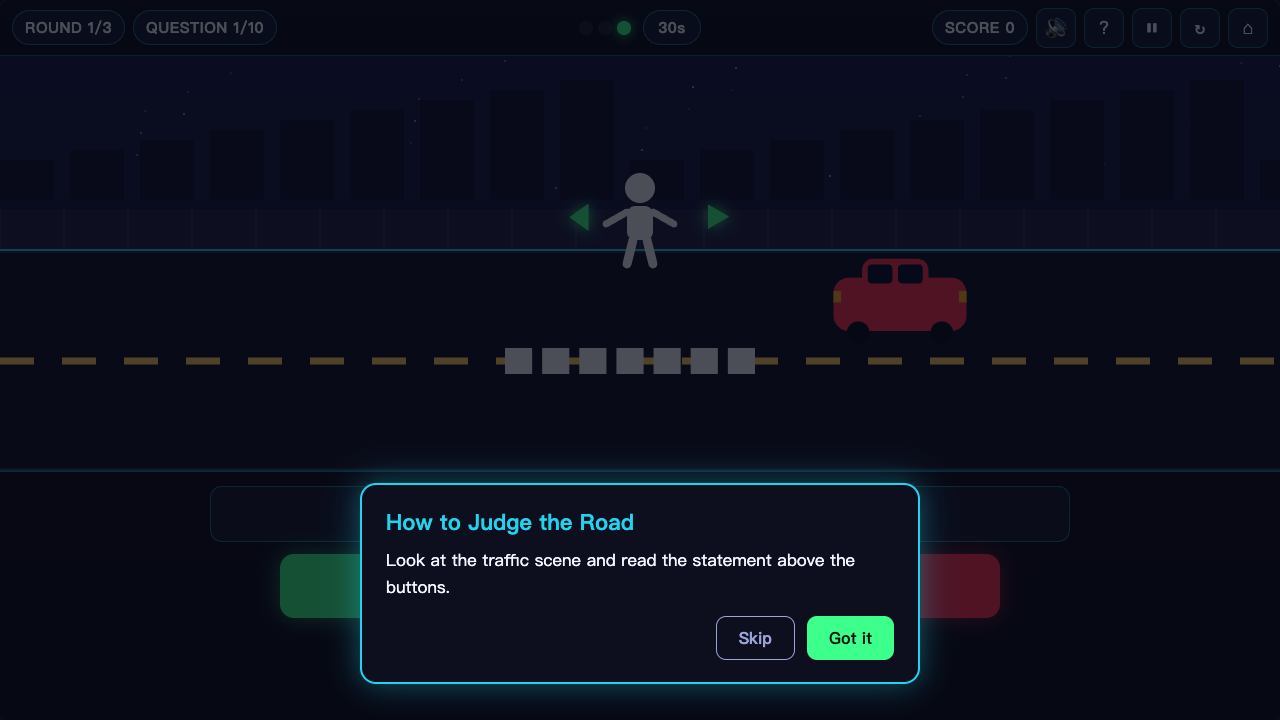 ROUND 1/3
QUESTION 1/10
30s
SCORE 0
?
How to Judge the Road
Look at the traffic scene and read the statement above the
buttons.
Skip
Got it